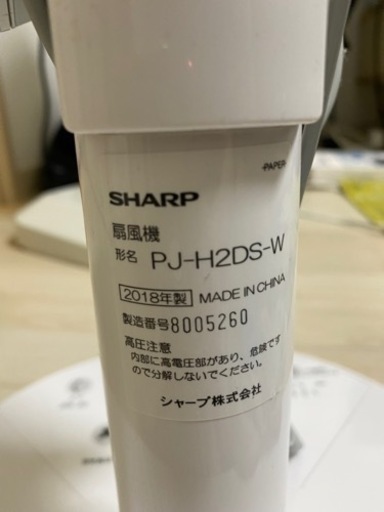 -PAPER-
SHARP
扇風機
形名 PJ-H2DS-W
2018年製 MADE IN CHINA
製造番号8005260
高圧注意
内部に高電圧部があり、危険です
ので分解しないでください。
シャープ株式会社